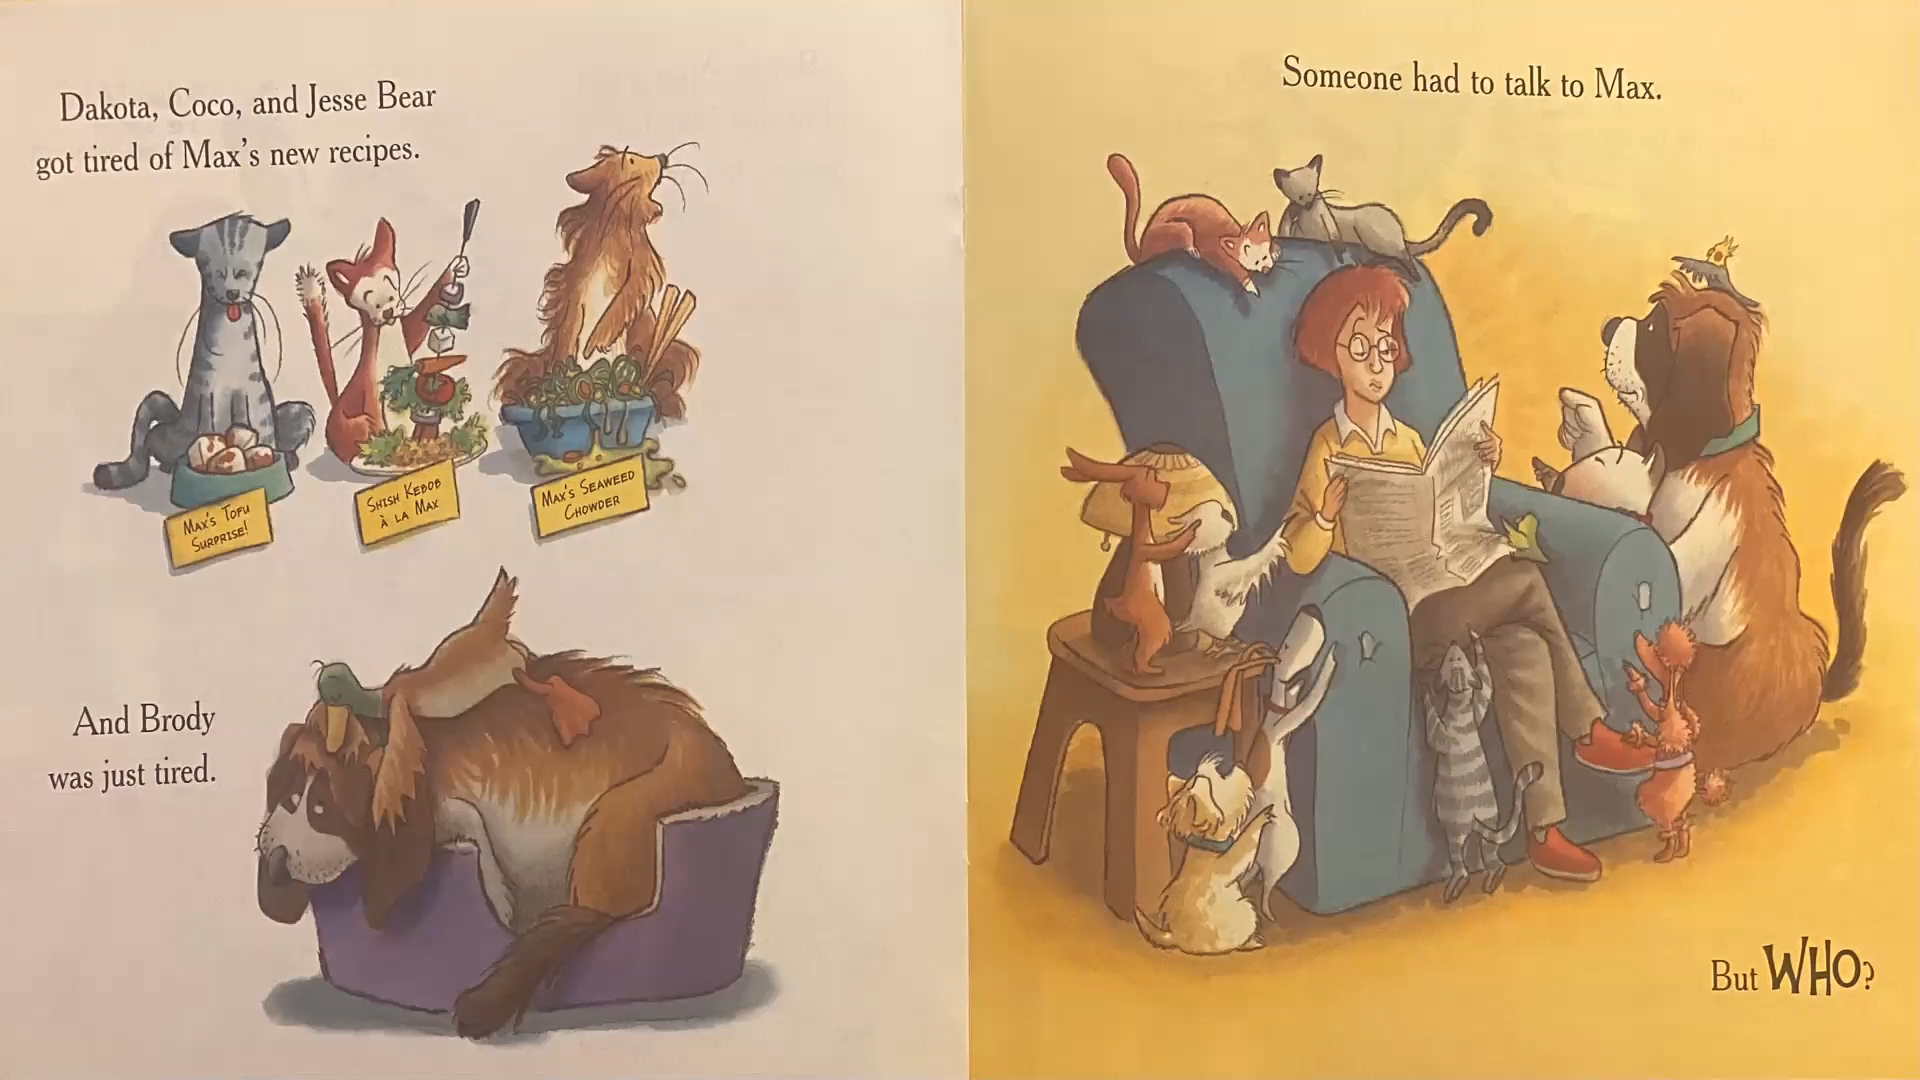 Dakota, Coco, and Jesse Bear
got tired of Max's new recipes.
Max's Tofu
Surprise!
Shish Kebob
à la Max
Max's Seaweed
Chowder
And Brody
was just tired.
Someone had to talk to Max.
But WHO?